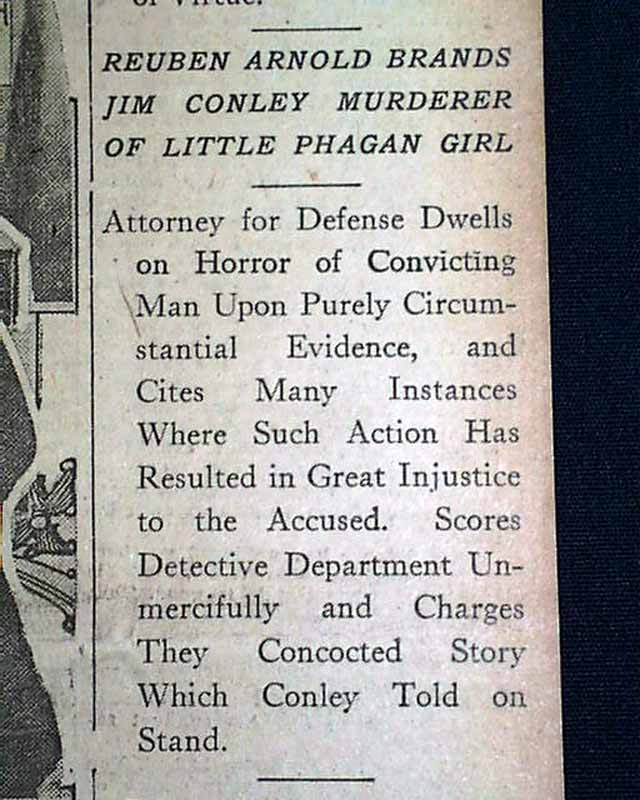 of Virtue.
REUBEN ARNOLD BRANDS
JIM CONLEY MURDERER
OF LITTLE PHAGAN GIRL
Attorney for Defense Dwells
on Horror of Convicting
Man Upon Purely Circum-
stantial Evidence, and
Cites Many Instances
Where Such Action Has
Resulted in Great Injustice
to the Accused. Scores
Detective Department Un-
mercifully and Charges
They Concocted Story
Which Conley Told on
Stand.